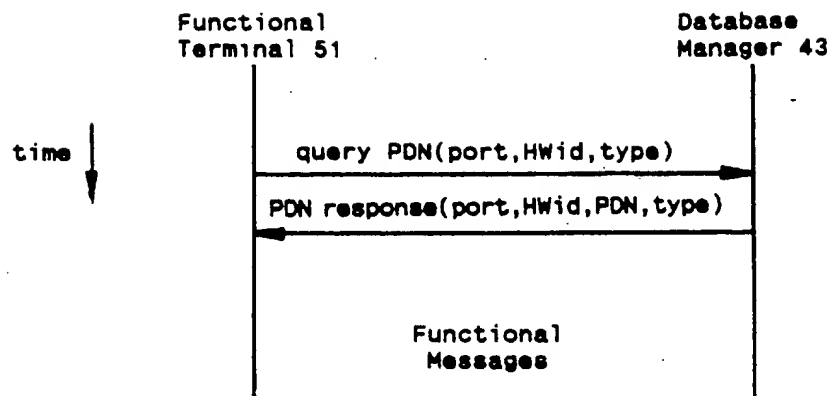 Functional
Terminal 51
Database
Manager 43
time
query PDN(port,HWid,type)
PDN response(port,HWid,PDN,type)
Functional
Messages